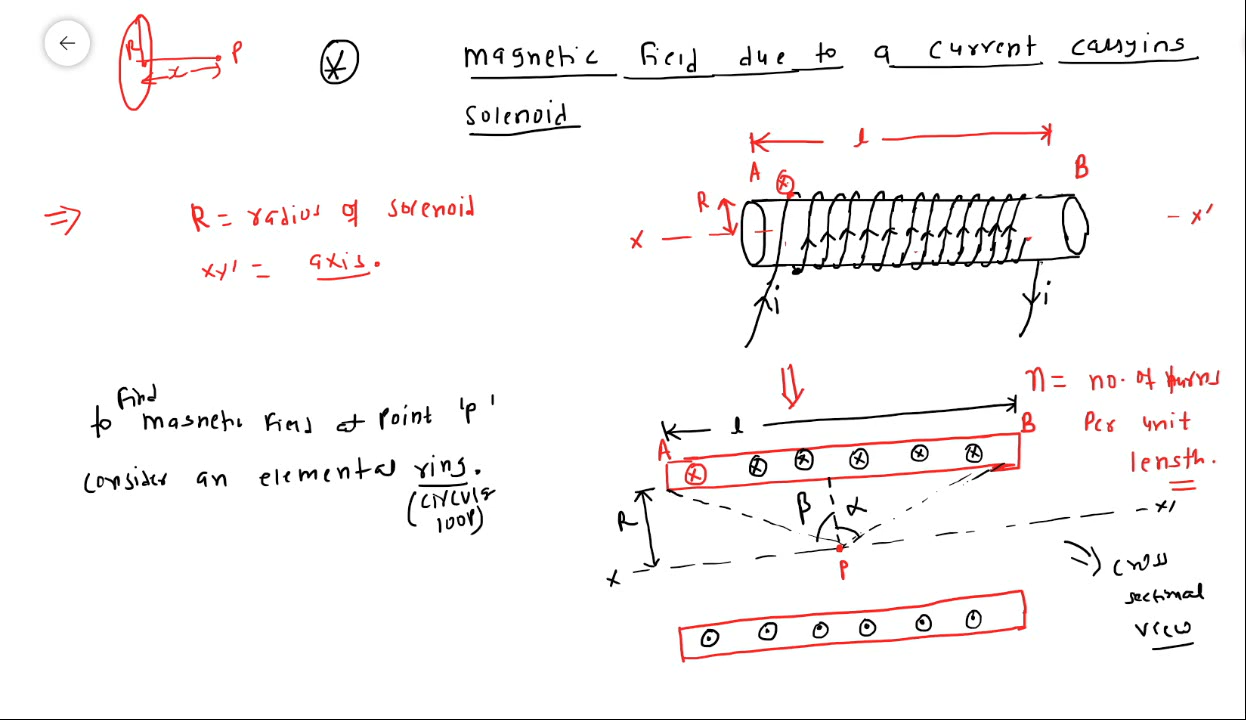 R P
x
magnetic field due to a current carrying
solenoid
l
A B
R
x - x'
i i
⇒ R = radius of solenoid
xy' = axis.
n = no. of turns
per unit
length.
to find magnetic field at point 'p'
consider an elemental ring.
(circular
loop)
l
A B
β α
R
x x'
P
cross
sectional
view